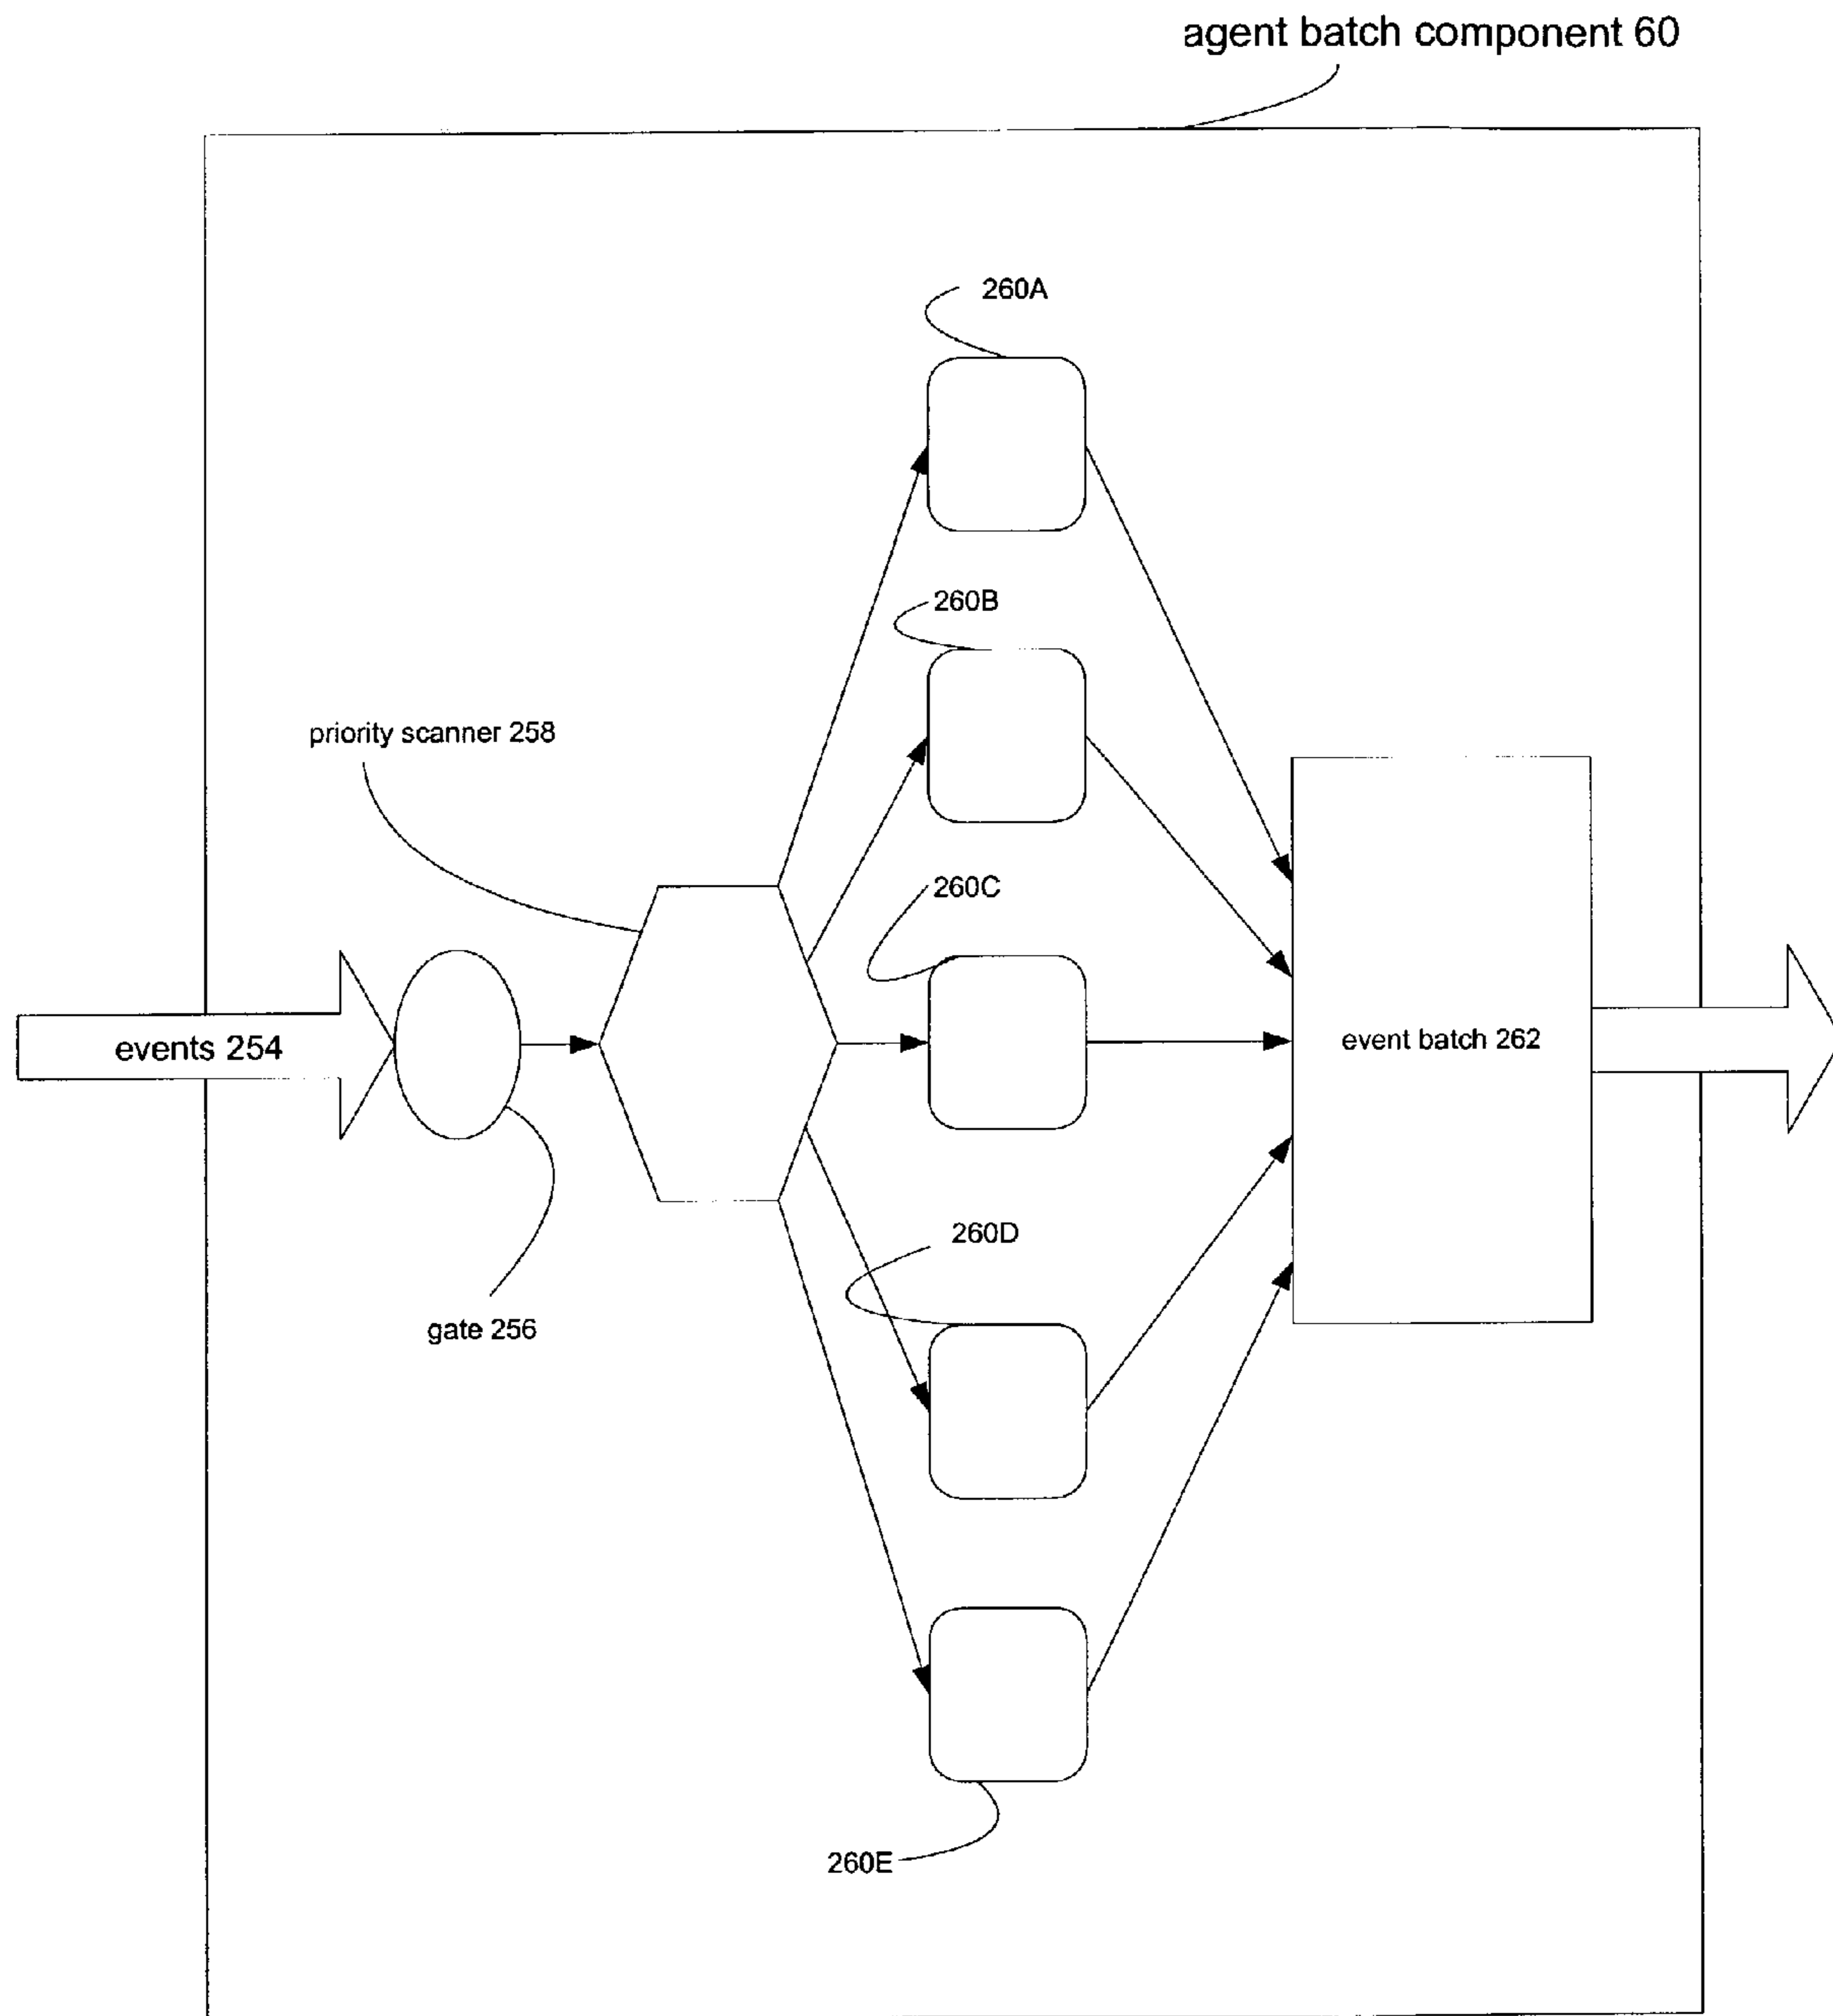 agent batch component 60
260A
260B
priority scanner 258
260C
events 254
event batch 262
260D
gate 256
260E